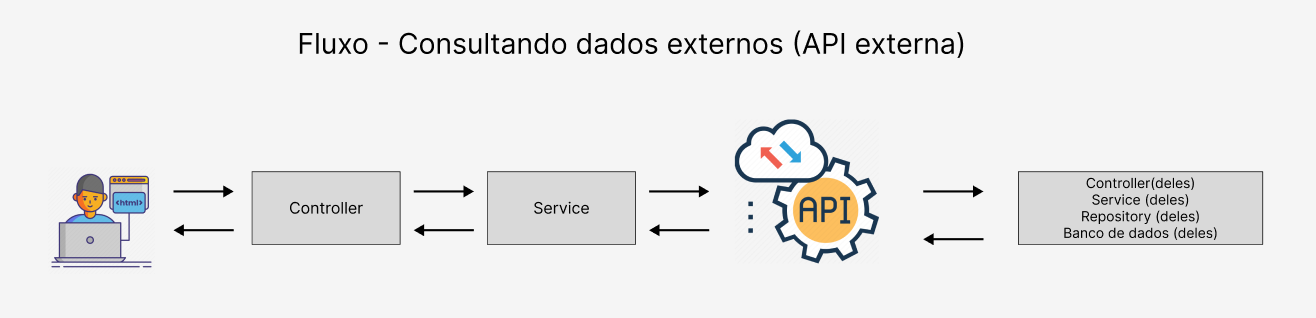 Fluxo - Consultando dados externos (API externa)
<html>
Controller
Service
API
Controller(deles)
Service (deles)
Repository (deles)
Banco de dados (deles)